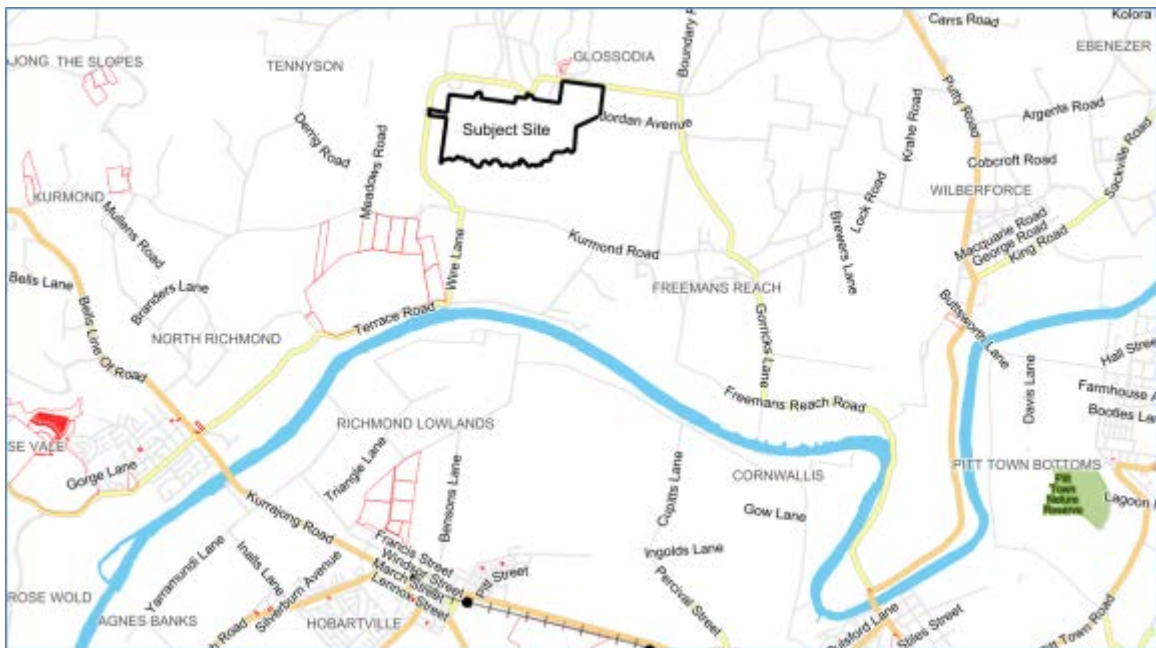 Carrs Road
Kolora
EBENEZER
JONG THE SLOPES
TENNYSON
GLOSSODIA
Boundary
Putty Road
Argents Road
Derrig Road
Subject Site
Jordan Avenue
Krahe Road
Cobcroft Road
Sackville Road
KURMOND
Meadows Road
Lock Road
WILBERFORCE
Mullens Road
Macquarie Road
George Road
King Road
Brewers Lane
Kurmond Road
Wire Lane
Bells Lane
Branders Lane
FREEMANS REACH
Bells Line Of Road
Terrace Road
NORTH RICHMOND
Gorricks Lane
Buttsworth Lane
Hall Street
Davis Lane
Farmhouse
Freemans Reach Road
Booties
RICHMOND LOWLANDS
SE VALE
Gorge Lane
Triangle Lane
Bensons Lane
Cupitts Lane
CORNWALLIS
PITT TOWN BOTTOMS
Pitt
Town
Nature
Reserve
Lagoon
Kurrajong Road
Gow Lane
Francis Street
Windsor Street
March Street
Lennox Street
Pitt Street
Ingolds Lane
Percival Street
Yarramundi Lane
Inalls Lane
Silverburn Avenue
ROSE WOLD
AGNES BANKS
HOBARTVILLE
Road
uisford Lane
Stiles Street
Pitt Town Road